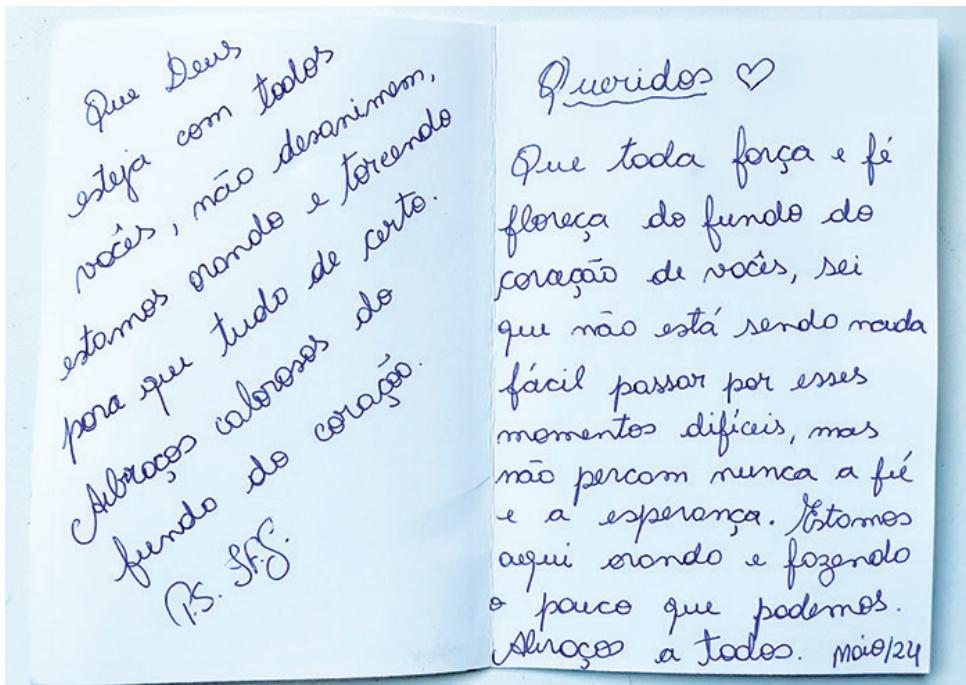 Que Deus
esteja com todos
vocês, não desanimem,
estamos orando e torcendo
para que tudo de certo.
Abraços calorosos do
fundo do coração.
P.S.
Queridos ♡
Que toda força e fé
floreça do fundo do
coração de vocês, sei
que não está sendo nada
fácil passar por esses
momentos difíceis, mas
não percam nunca a fé
e a esperança. Estamos
aqui orando e fazendo
o pouco que podemos.
Abraços a todos. Maio/24